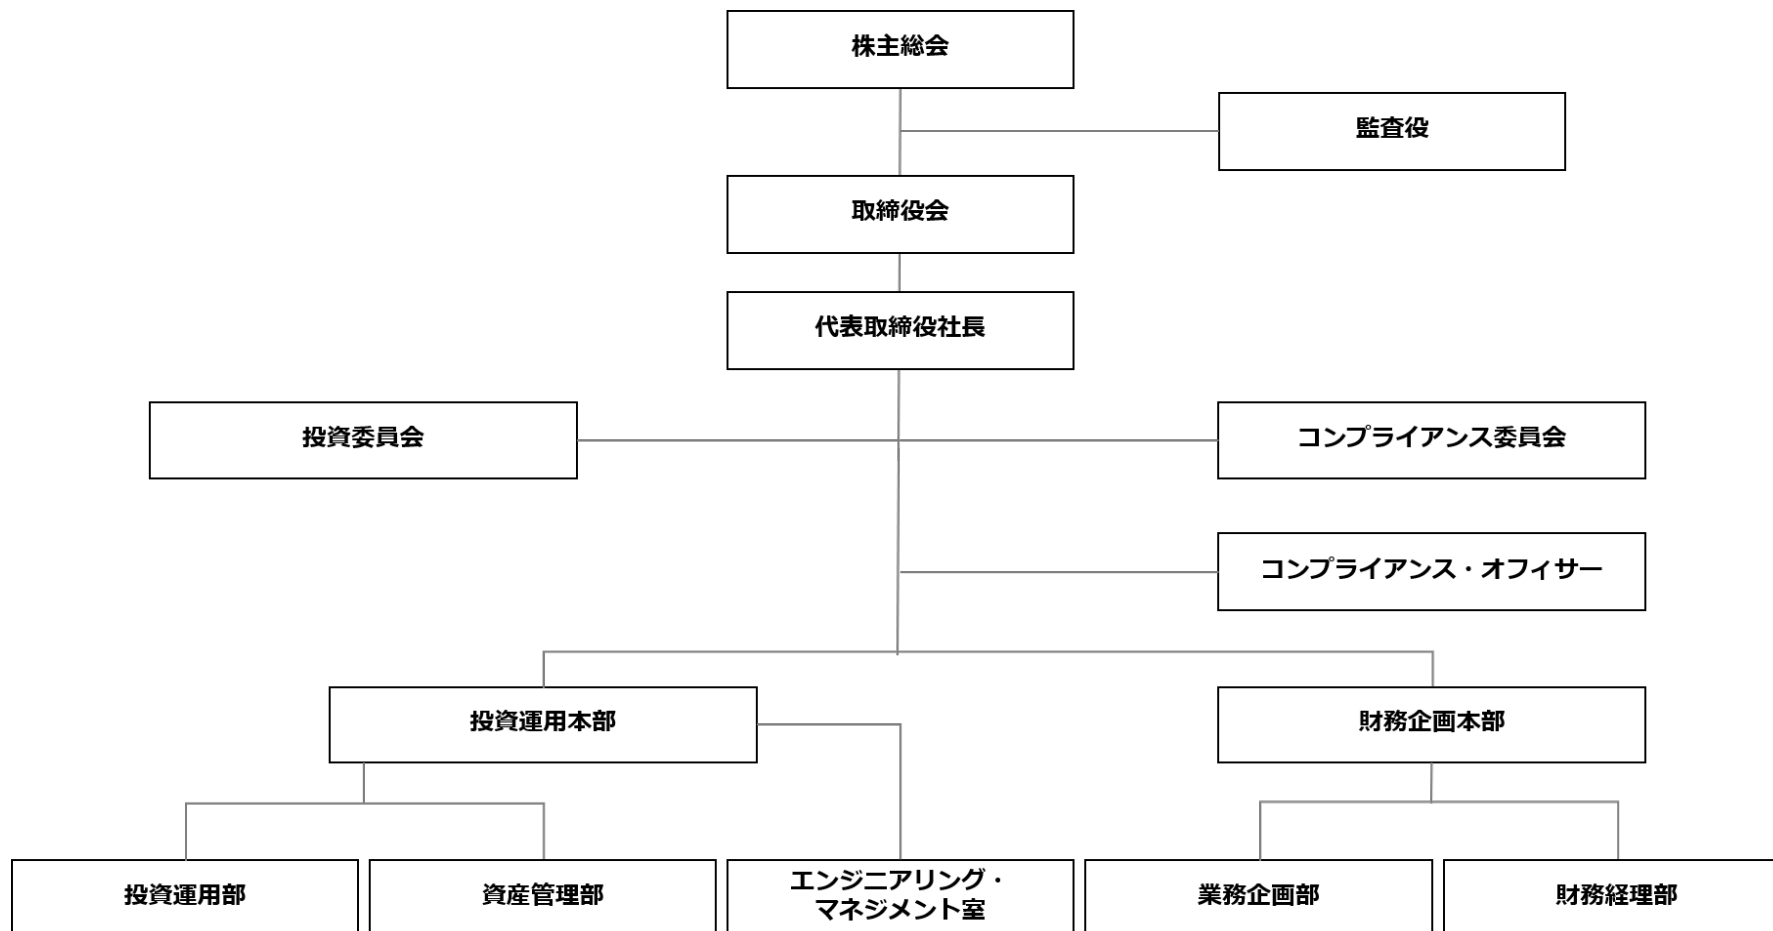 株主総会
監査役
取締役会
代表取締役社長
投資委員会
コンプライアンス委員会
コンプライアンス・オフィサー
投資運用本部
財務企画本部
投資運用部
資産管理部
エンジニアリング・
マネジメント室
業務企画部
財務経理部